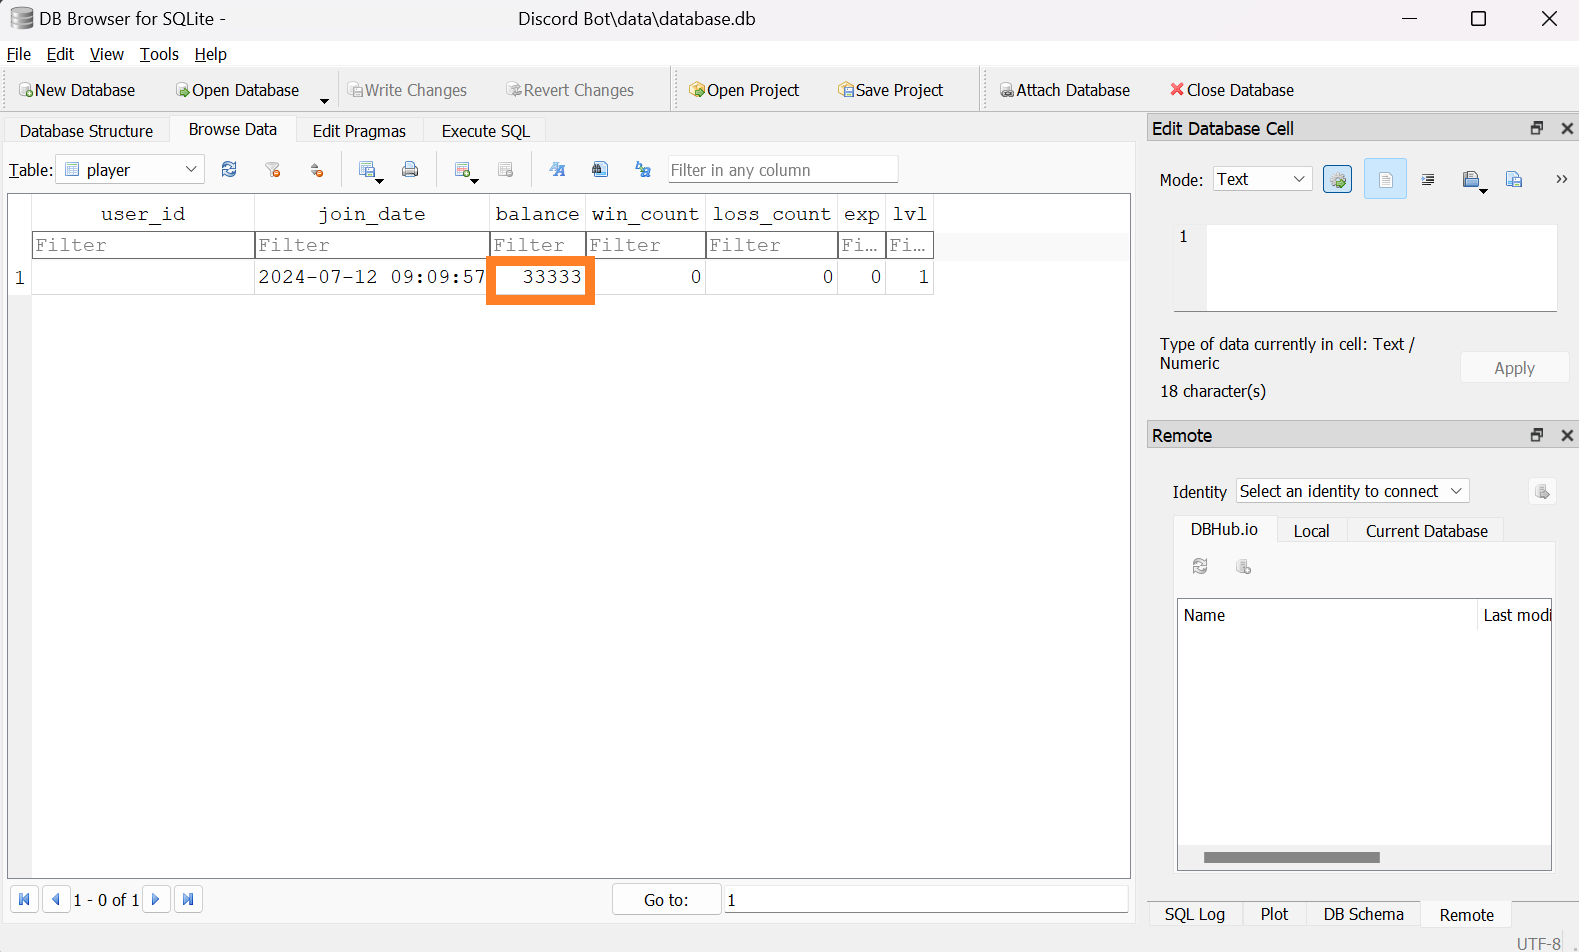 DB Browser for SQLite - Discord Bot\data\database.db
File Edit View Tools Help
New Database Open Database Write Changes Revert Changes Open Project Save Project Attach Database Close Database
Database Structure Browse Data Edit Pragmas Execute SQL
Table: player Filter in any column
user_id join_date balance win_count loss_count exp lvl
Filter Filter Filter Filter Filter Fi... Fi...
1 2024-07-12 09:09:57 33333 0 0 0 1
1 - 0 of 1 Go to: 1
Edit Database Cell
Mode: Text
1
Type of data currently in cell: Text /
Numeric
Apply
18 character(s)
Remote
Identity Select an identity to connect
DBHub.io Local Current Database
Name Last modi
SQL Log Plot DB Schema Remote
UTF-8